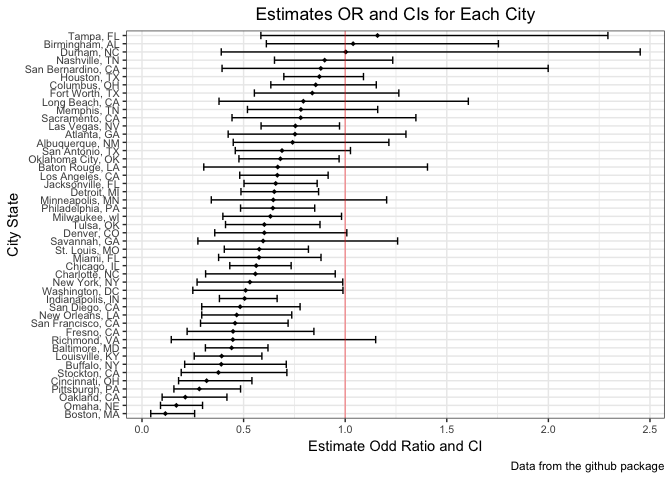 Estimates OR and CIs for Each City
Tampa, FL
Birmingham, AL
Durham, NC
Nashville, TN
San Bernardino, CA
Houston, TX
Columbus, OH
Fort Worth, TX
Long Beach, CA
Memphis, TN
Sacramento, CA
Las Vegas, NV
Atlanta, GA
Albuquerque, NM
San Antonio, TX
Oklahoma City, OK
Baton Rouge, LA
Los Angeles, CA
Jacksonville, FL
Detroit, MI
Minneapolis, MN
Philadelphia, PA
Milwaukee, wI
Tulsa, OK
Denver, CO
Savannah, GA
St. Louis, MO
Miami, FL
Chicago, IL
Charlotte, NC
New York, NY
Washington, DC
Indianapolis, IN
San Diego, CA
New Orleans, LA
San Francisco, CA
Fresno, CA
Richmond, VA
Baltimore, MD
Louisville, KY
Buffalo, NY
Stockton, CA
Cincinnati, OH
Pittsburgh, PA
Oakland, CA
Omaha, NE
Boston, MA
City State
0.0 0.5 1.0 1.5 2.0 2.5
Estimate Odd Ratio and CI
Data from the github package